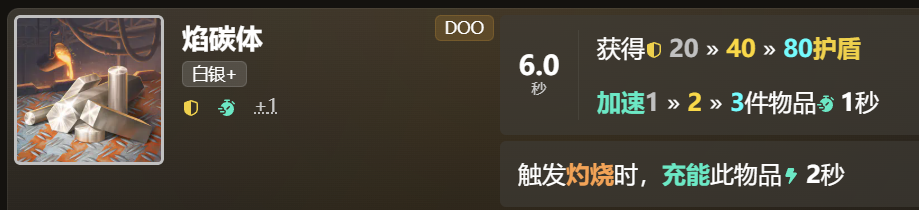 焰碳体
DOO
白银+
+1
6.0
秒
获得 20 » 40 » 80护盾
加速1 » 2 » 3件物品 1秒
触发灼烧时，充能此物品 2秒